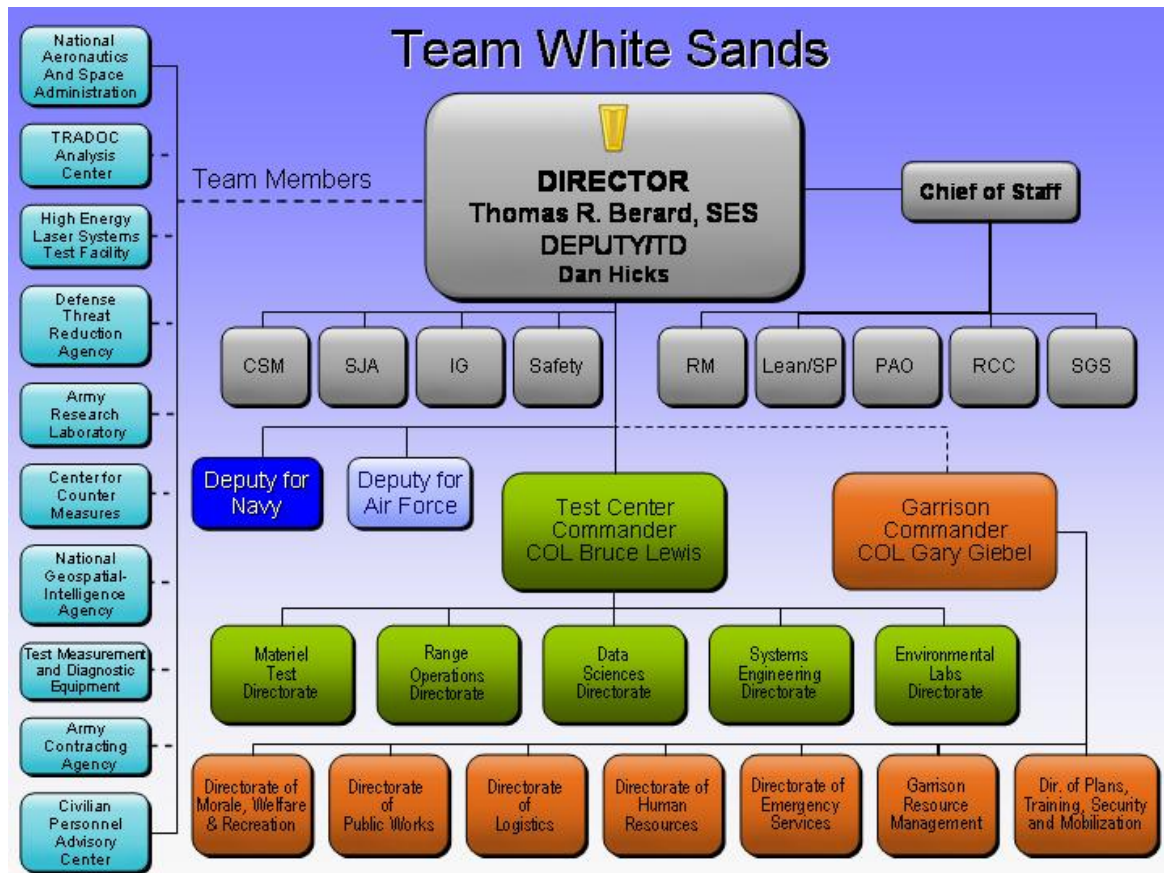 Team White Sands
National
Aeronautics
And Space
Administration
TRADOC
Analysis
Center
High Energy
Laser Systems
Test Facility
Defense
Threat
Reduction
Agency
Army
Research
Laboratory
Center for
Counter
Measures
National
Geospatial-
Intelligence
Agency
Test Measurement
and Diagnostic
Equipment
Army
Contracting
Agency
Civilian
Personnel
Advisory
Center
Team Members
DIRECTOR
Thomas R. Berard, SES
DEPUTY/TD
Dan Hicks
Chief of Staff
CSM
SJA
IG
Safety
RM
Lean/SP
PAO
RCC
SGS
Deputy for
Navy
Deputy for
Air Force
Test Center
Commander
COL Bruce Lewis
Garrison
Commander
COL Gary Giebel
Materiel
Test
Directorate
Range
Operations
Directorate
Data
Sciences
Directorate
Systems
Engineering
Directorate
Environmental
Labs
Directorate
Directorate of
Morale, Welfare
& Recreation
Directorate
of
Public Works
Directorate
of
Logistics
Directorate of
Human
Resources
Directorate of
Emergency
Services
Garrison
Resource
Management
Dir. of Plans,
Training, Security
and Mobilization